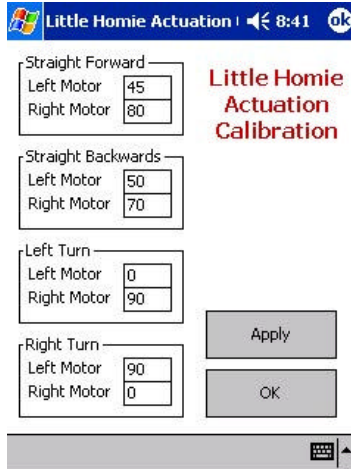 Little Homie Actuation 8:41 ok
Straight Forward
Left Motor 45
Right Motor 80
Little Homie
Actuation
Calibration
Straight Backwards
Left Motor 50
Right Motor 70
Left Turn
Left Motor 0
Right Motor 90
Right Turn
Left Motor 90
Right Motor 0
Apply
OK